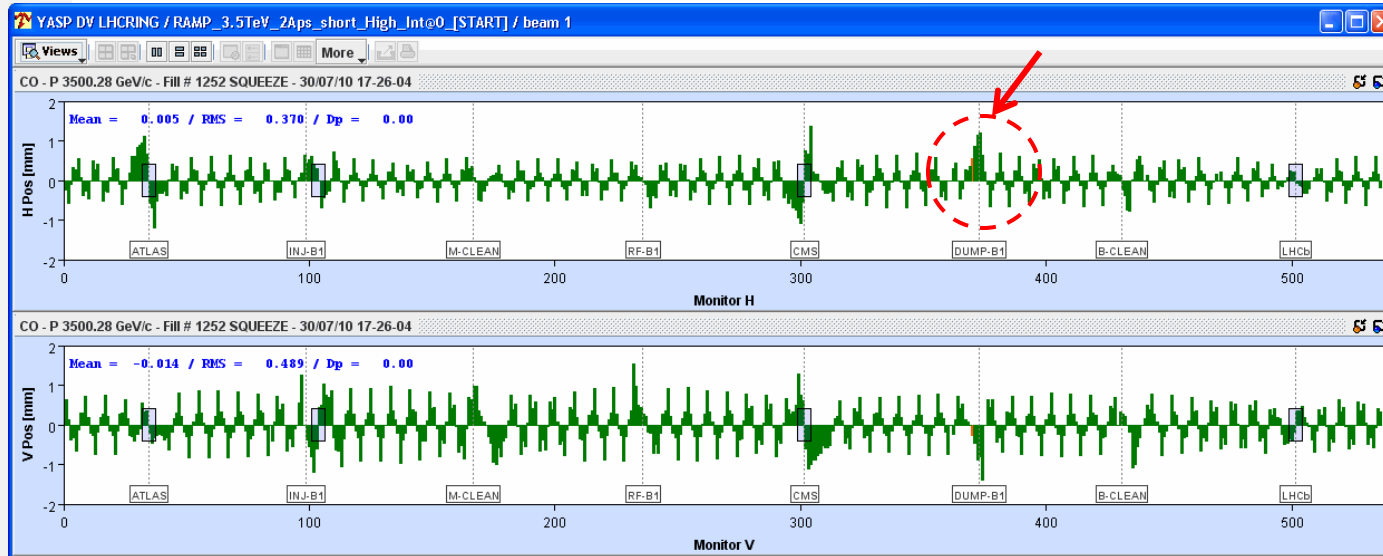 YASP DV LHCRING / RAMP_3.5TeV_2Aps_short_High_Int@0_[START] / beam 1
Views More
CO - P 3500.28 GeV/c - Fill # 1252 SQUEEZE - 30/07/10 17-26-04
Mean = 0.005 / RMS = 0.370 / Dp = 0.00
H Pos [mm]
2
1
0
-1
-2
ATLAS INJ-B1 M-CLEAN RF-B1 CMS DUMP-B1 B-CLEAN LHCb
0 100 200 300 400 500
Monitor H
CO - P 3500.28 GeV/c - Fill # 1252 SQUEEZE - 30/07/10 17-26-04
Mean = -0.014 / RMS = 0.489 / Dp = 0.00
V Pos [mm]
2
1
0
-1
-2
ATLAS INJ-B1 M-CLEAN RF-B1 CMS DUMP-B1 B-CLEAN LHCb
0 100 200 300 400 500
Monitor V